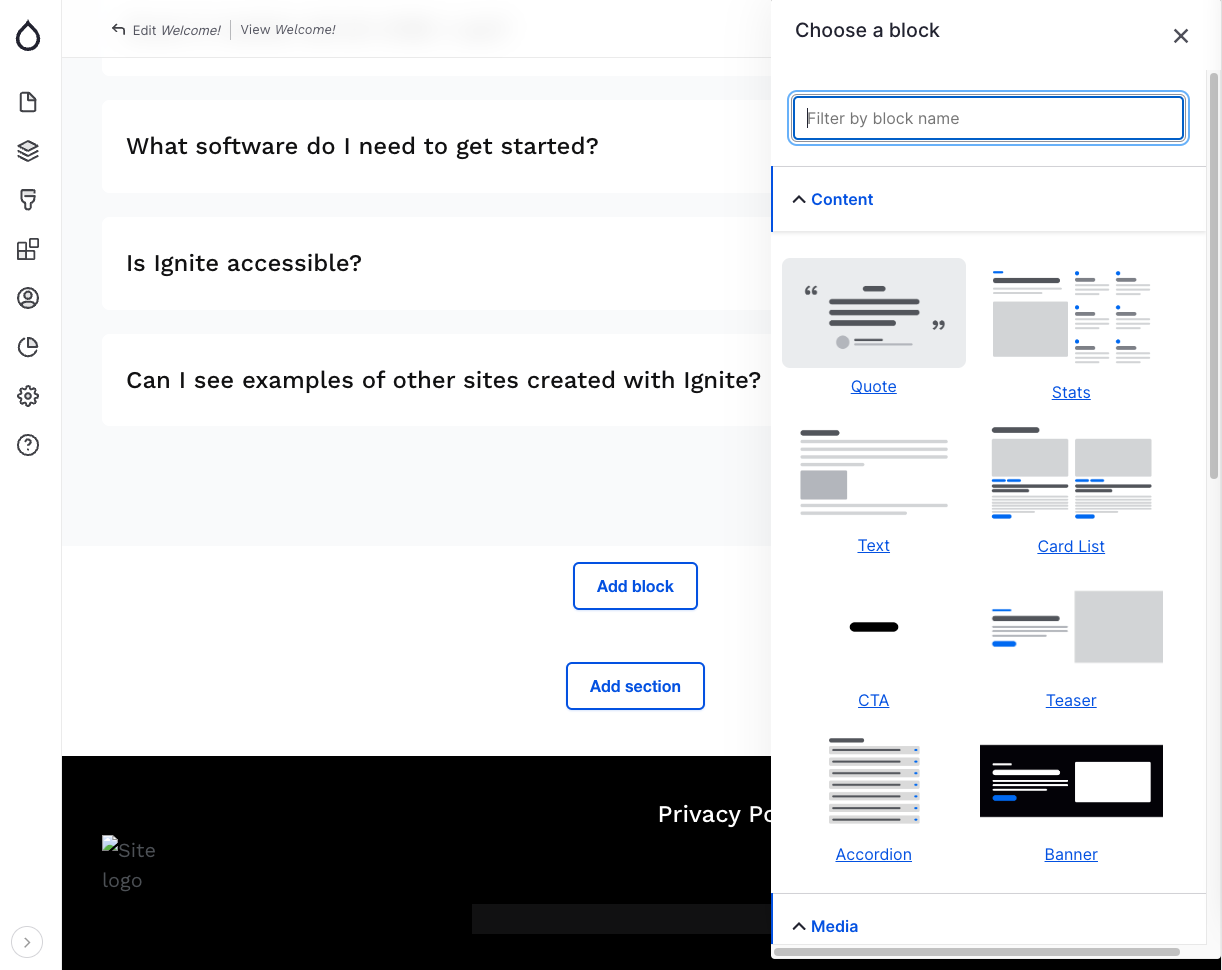 Edit Welcome! View Welcome!
What software do I need to get started?
Is Ignite accessible?
Can I see examples of other sites created with Ignite?
Add block
Add section
Privacy Po
Site
logo
Choose a block
Filter by block name
Content
Quote
Stats
Text
Card List
CTA
Teaser
Accordion
Banner
Media